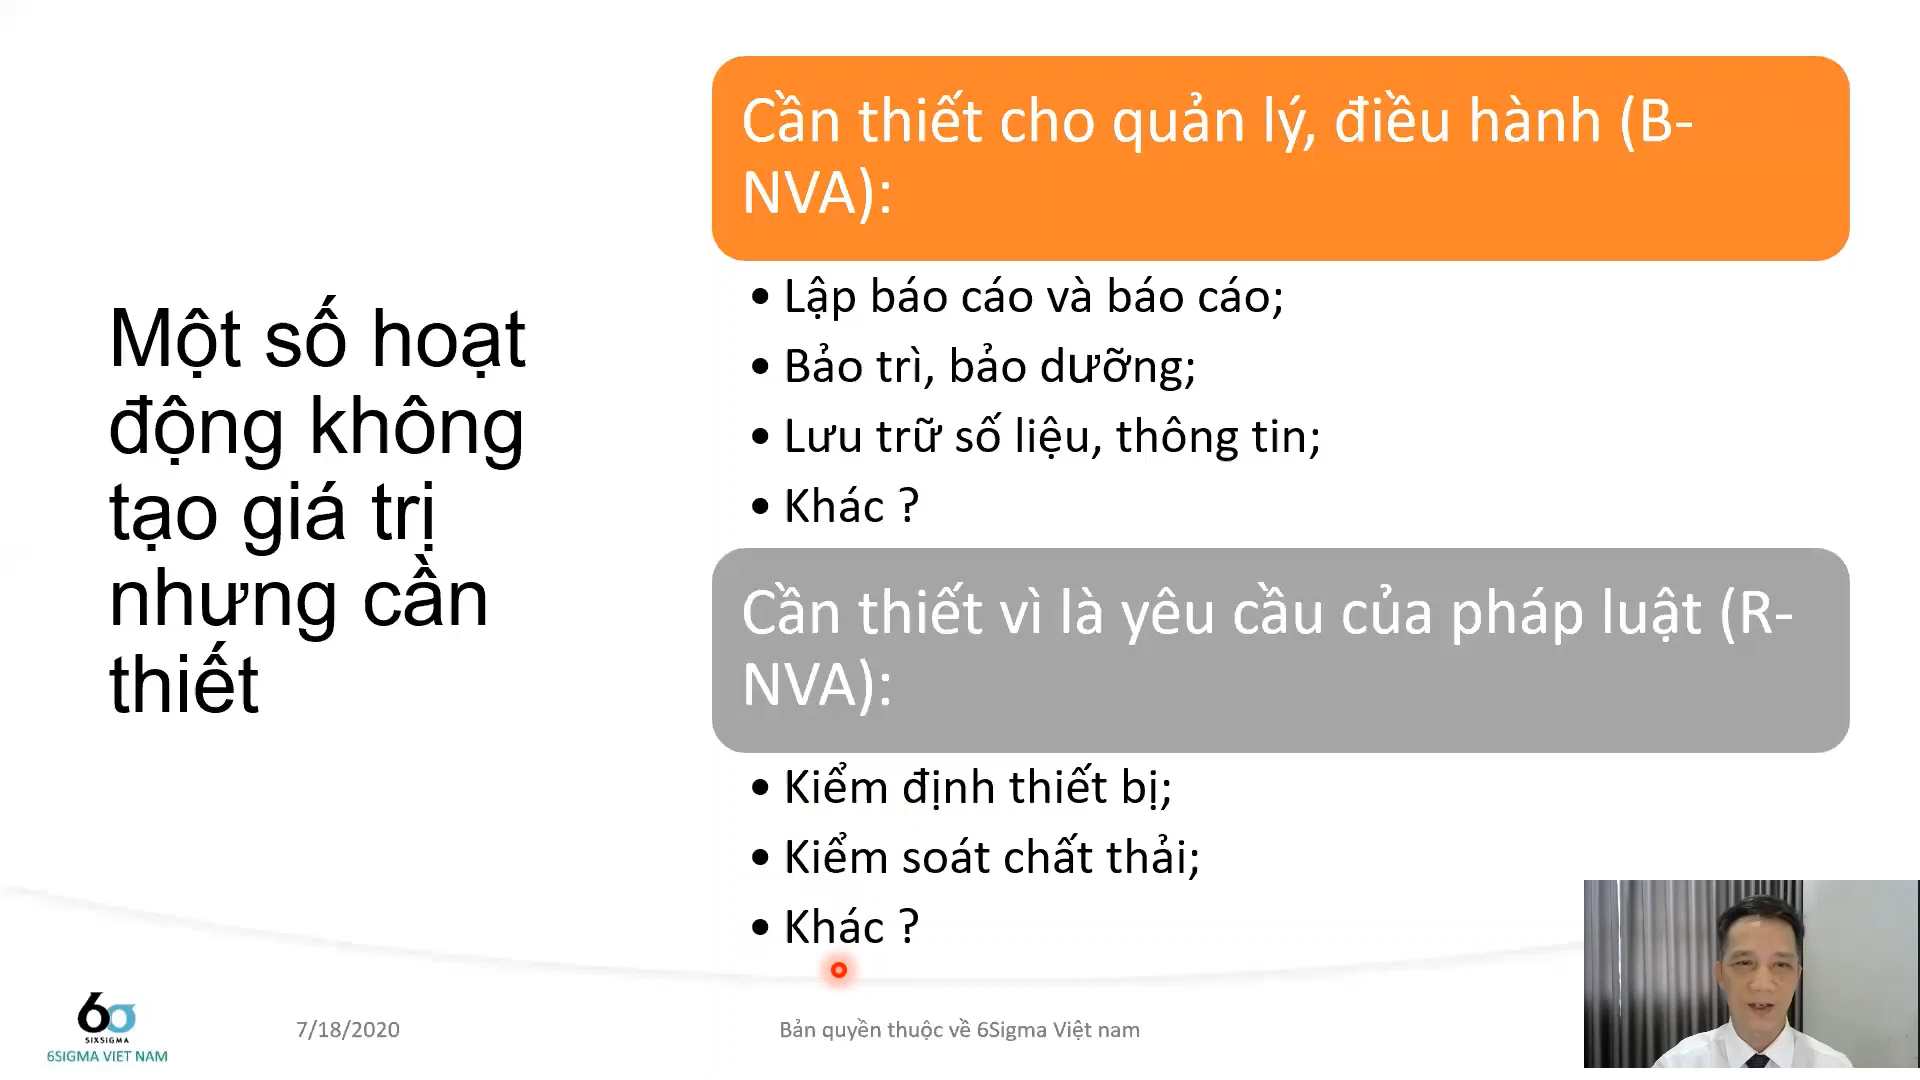 Một số hoạt
động không
tạo giá trị
nhưng cần
thiết
Cần thiết cho quản lý, điều hành (B-
NVA):
• Lập báo cáo và báo cáo;
• Bảo trì, bảo dưỡng;
• Lưu trữ số liệu, thông tin;
• Khác ?
Cần thiết vì là yêu cầu của pháp luật (R-
NVA):
• Kiểm định thiết bị;
• Kiểm soát chất thải;
• Khác ?
6σ
SIXSIGMA
6SIGMA VIET NAM
7/18/2020
Bản quyền thuộc về 6Sigma Việt nam